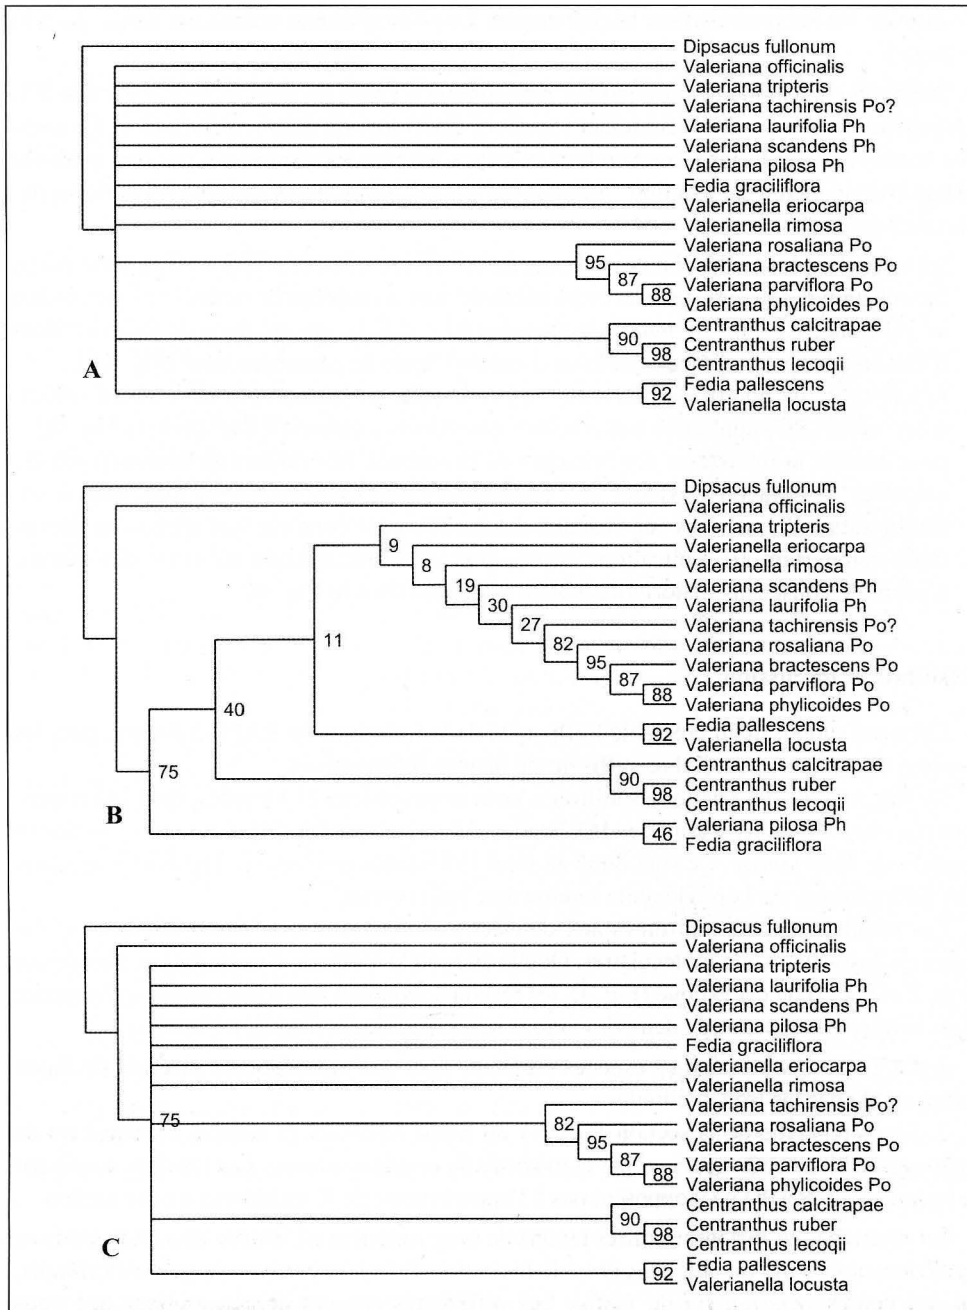 Dipsacus fullonum
Valeriana officinalis
Valeriana tripteris
Valeriana tachirensis Po?
Valeriana laurifolia Ph
Valeriana scandens Ph
Valeriana pilosa Ph
Fedia graciliflora
Valerianella eriocarpa
Valerianella rimosa
Valeriana rosaliana Po
95 Valeriana bractescens Po
87 Valeriana parviflora Po
88 Valeriana phylicoides Po
Centranthus calcitrapae
90 Centranthus ruber
98 Centranthus lecoqii
A
Fedia pallescens
92 Valerianella locusta
Dipsacus fullonum
Valeriana officinalis
Valeriana tripteris
9 Valerianella eriocarpa
8 Valerianella rimosa
19 Valeriana scandens Ph
30 Valeriana laurifolia Ph
27 Valeriana tachirensis Po?
11 82 Valeriana rosaliana Po
95 Valeriana bractescens Po
87 Valeriana parviflora Po
88 Valeriana phylicoides Po
40 Fedia pallescens
92 Valerianella locusta
75 Centranthus calcitrapae
90 Centranthus ruber
98 Centranthus lecoqii
B
Valeriana pilosa Ph
46 Fedia graciliflora
Dipsacus fullonum
Valeriana officinalis
Valeriana tripteris
Valeriana laurifolia Ph
Valeriana scandens Ph
Valeriana pilosa Ph
Fedia graciliflora
Valerianella eriocarpa
Valerianella rimosa
Valeriana tachirensis Po?
75 82 Valeriana rosaliana Po
95 Valeriana bractescens Po
87 Valeriana parviflora Po
88 Valeriana phylicoides Po
Centranthus calcitrapae
90 Centranthus ruber
98 Centranthus lecoqii
C
Fedia pallescens
92 Valerianella locusta